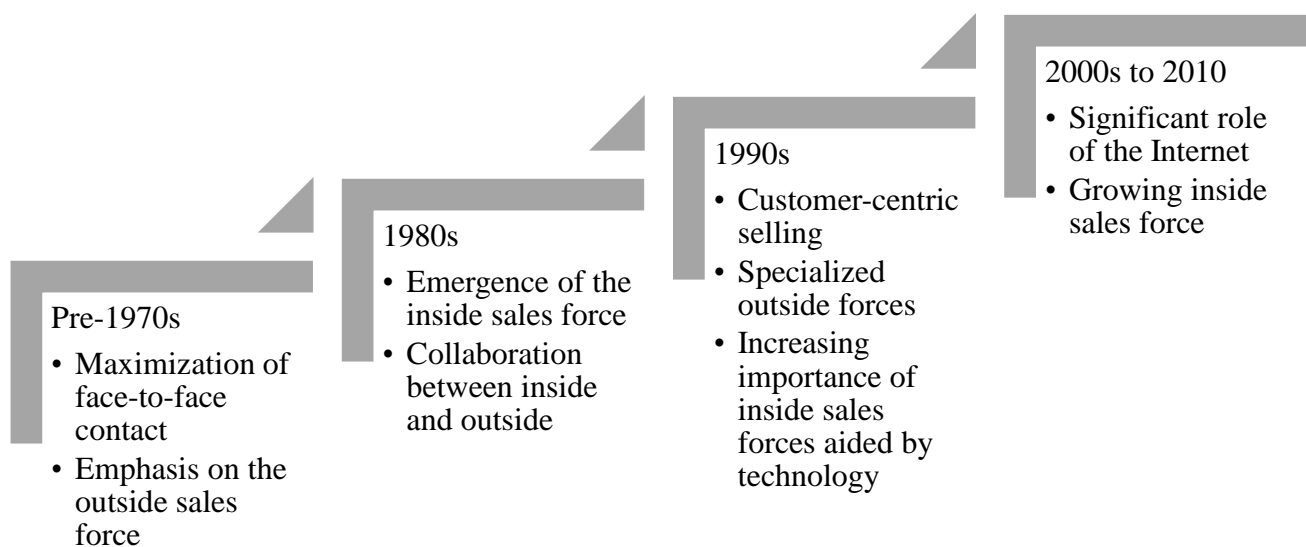 Pre-1970s
• Maximization of
face-to-face
contact
• Emphasis on the
outside sales
force
1980s
• Emergence of the
inside sales force
• Collaboration
between inside
and outside
1990s
• Customer-centric
selling
• Specialized
outside forces
• Increasing
importance of
inside sales
forces aided by
technology
2000s to 2010
• Significant role
of the Internet
• Growing inside
sales force